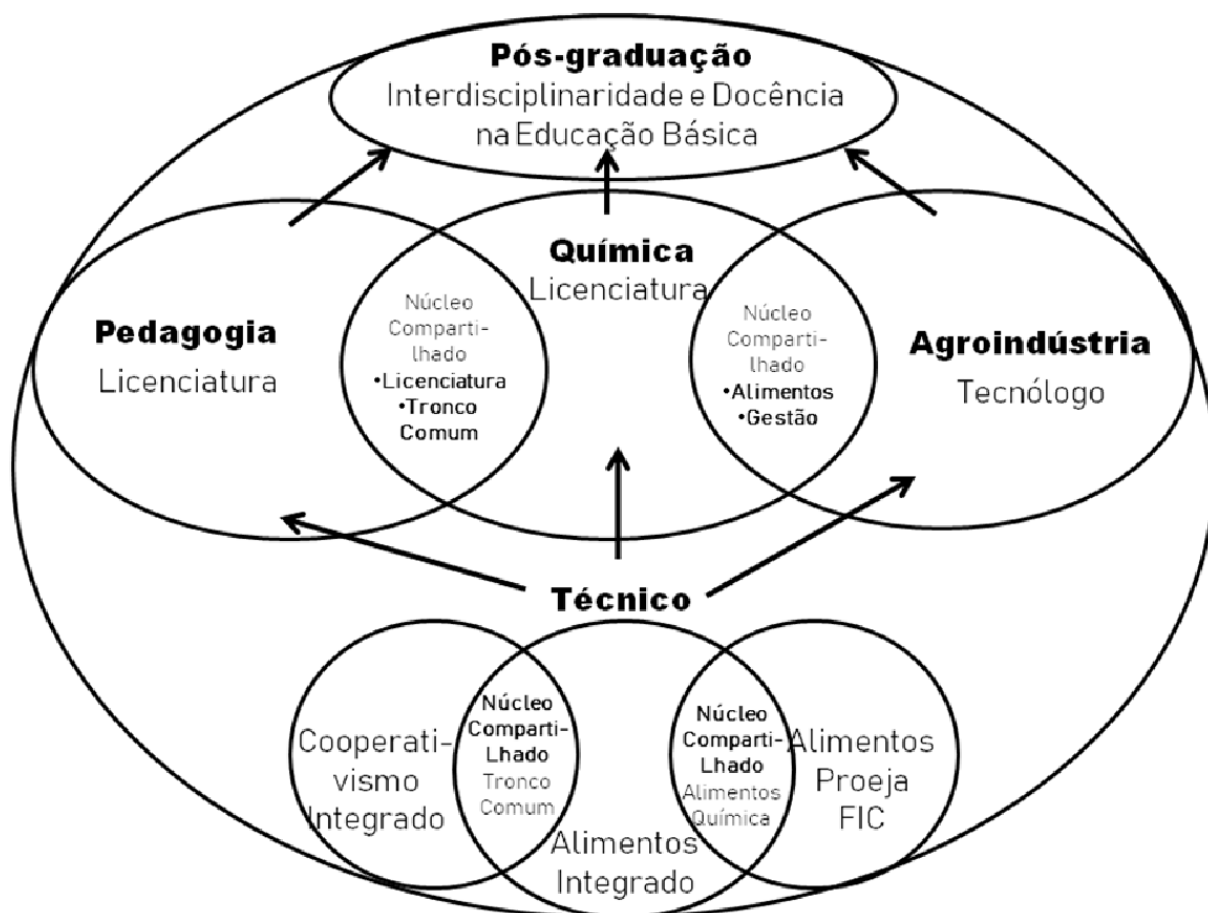 Pós-graduação
Interdisciplinaridade e Docência
na Educação Básica
Pedagogia
Licenciatura
Núcleo
Comparti-
lhado
•Licenciatura
•Tronco
Comum
Química
Licenciatura
Núcleo
Comparti-
lhado
•Alimentos
•Gestão
Agroindústria
Tecnólogo
Técnico
Cooperati-
vismo
Integrado
Núcleo
Comparti-
Lhado
Tronco
Comum
Alimentos
Integrado
Núcleo
Comparti-
Lhado
Alimentos
Química
Alimentos
Proeja
FIC